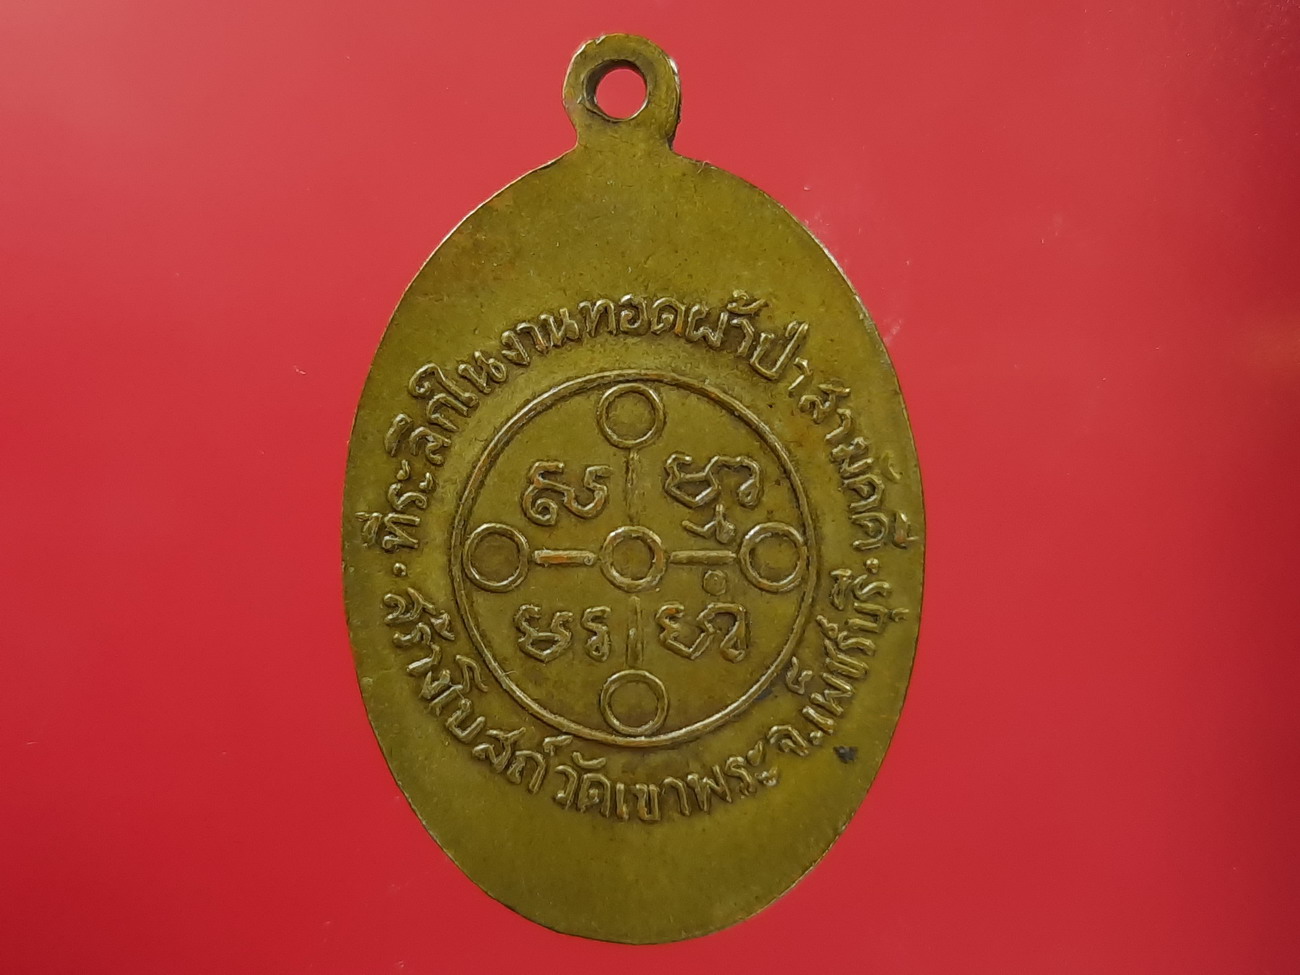 ที่ระลึกในงานทอดผ้าป่าสามัคคี
สร้างโบสถ์วัดเขาพระจ.เพ็ชร์บุรี